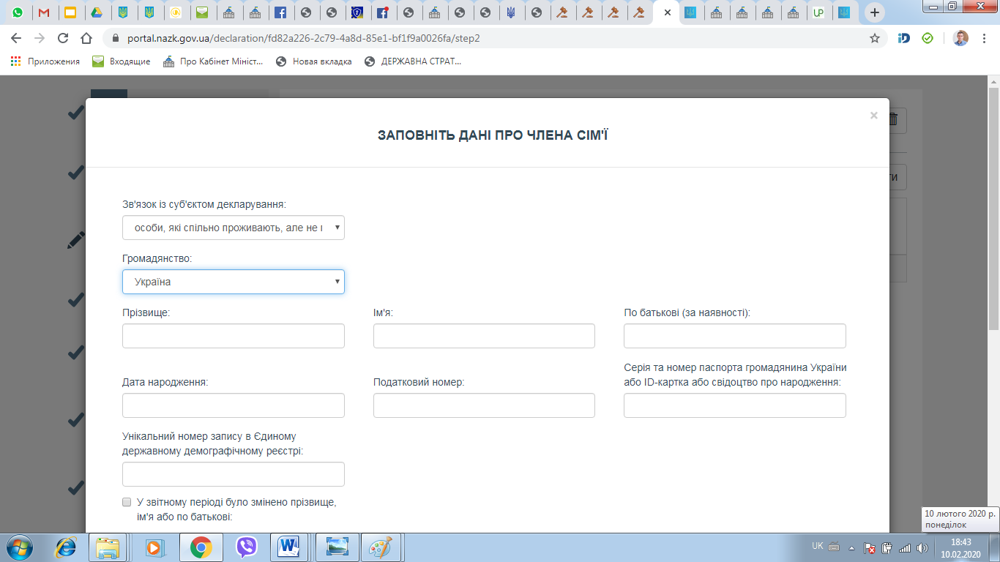 portal.nazk.gov.ua/declaration/fd82a226-2c79-4a8d-85e1-bf1f9a0026fa/step2
Приложения Входящие Про Кабінет Мініст... Новая вкладка ДЕРЖАВНА СТРАТ...
ЗАПОВНІТЬ ДАНІ ПРО ЧЛЕНА СІМ'Ї
ТИ
Зв'язок із суб'єктом декларування:
особи, які спільно проживають, але не
Громадянство:
Україна
Прізвище: Ім'я: По батькові (за наявності):
Серія та номер паспорта громадянина України
Дата народження: Податковий номер: або ID-картка або свідоцтво про народження:
Унікальний номер запису в Єдиному
державному демографічному реєстрі:
У звітному періоді було змінено прізвище,
ім'я або по батькові:
10 лютого 2020 р.
понеділок
UK 18:43
10.02.2020